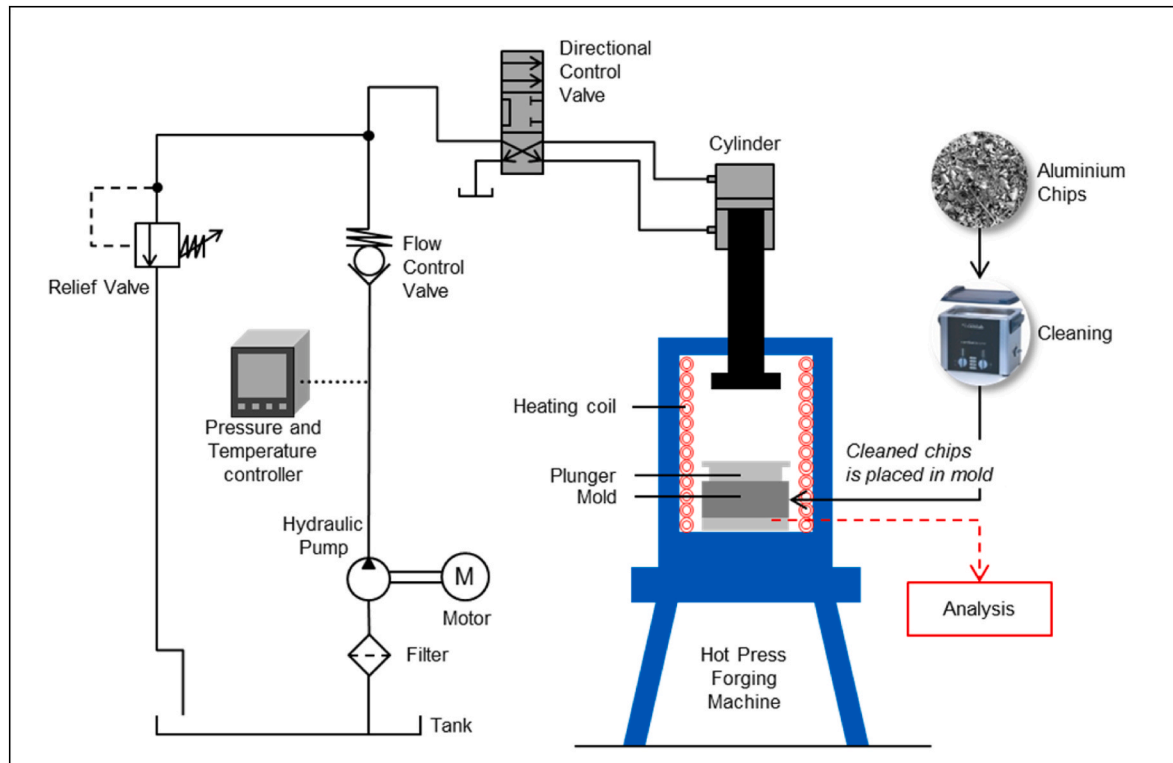 Directional
Control
Valve
Cylinder
Aluminium
Chips
Flow
Control
Valve
Relief Valve
Cleaning
Heating coil
Pressure and
Temperature
controller
Cleaned chips
is placed in mold
Plunger
Mold
Hydraulic
Pump
M
Motor
Analysis
Filter
Hot Press
Forging
Machine
Tank